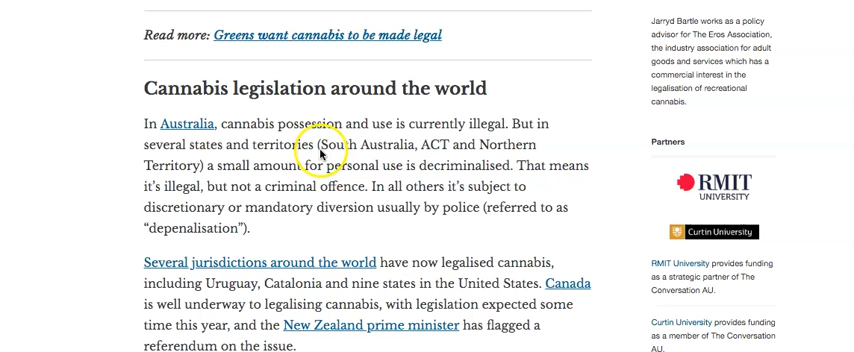 Read more: Greens want cannabis to be made legal
Cannabis legislation around the world
In Australia, cannabis possession and use is currently illegal. But in
several states and territories (South Australia, ACT and Northern
Territory) a small amount for personal use is decriminalised. That means
it’s illegal, but not a criminal offence. In all others it’s subject to
discretionary or mandatory diversion usually by police (referred to as
“depenalisation”).
Several jurisdictions around the world have now legalised cannabis,
including Uruguay, Catalonia and nine states in the United States. Canada
is well underway to legalising cannabis, with legislation expected some
time this year, and the New Zealand prime minister has flagged a
referendum on the issue.
Jarryd Bartle works as a policy
advisor for The Eros Association,
the industry association for adult
goods and services which has a
commercial interest in the
legalisation of recreational
cannabis.
Partners
RMIT
UNIVERSITY
Curtin University
RMIT University provides funding
as a strategic partner of The
Conversation AU.
Curtin University provides funding
as a member of The Conversation
AU.